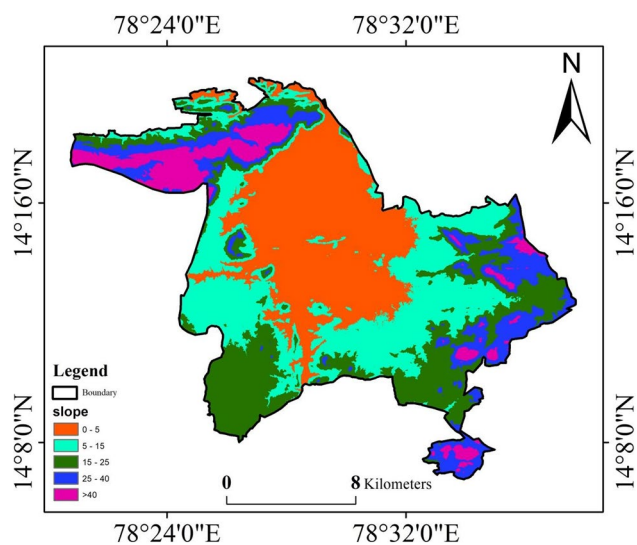 78°24'0"E 78°32'0"E
N
14°16'0"N 14°16'0"N
Legend
Boundary
slope
0 - 5
5 - 15
15 - 25
25 - 40
>40
14°8'0"N 14°8'0"N
0 8 Kilometers
78°24'0"E 78°32'0"E